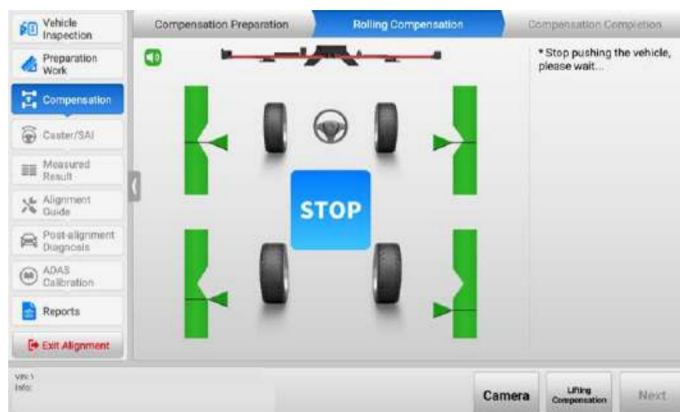 Vehicle
Inspection
Preparation
Work
Compensation
Caster/SAI
Measured
Result
Alignment
Guide
Post-alignment
Diagnosis
ADAS
Calibration
Reports
Exit Alignment
Compensation Preparation
Rolling Compensation
Compensation Completion
* Stop pushing the vehicle,
please wait...
STOP
Info:
Camera
Lifting
Compensation
Next